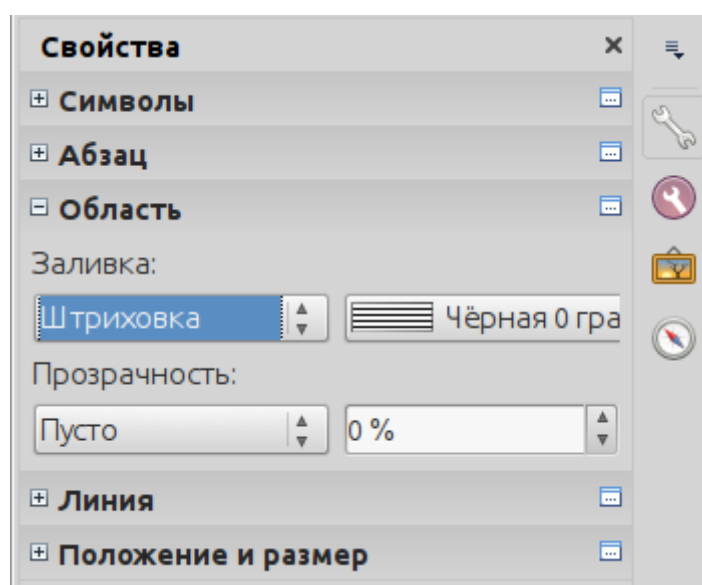 Свойства
Символы
Абзац
Область
Заливка:
Штриховка
Чёрная 0 гра
Прозрачность:
Пусто
0 %
Линия
Положение и размер